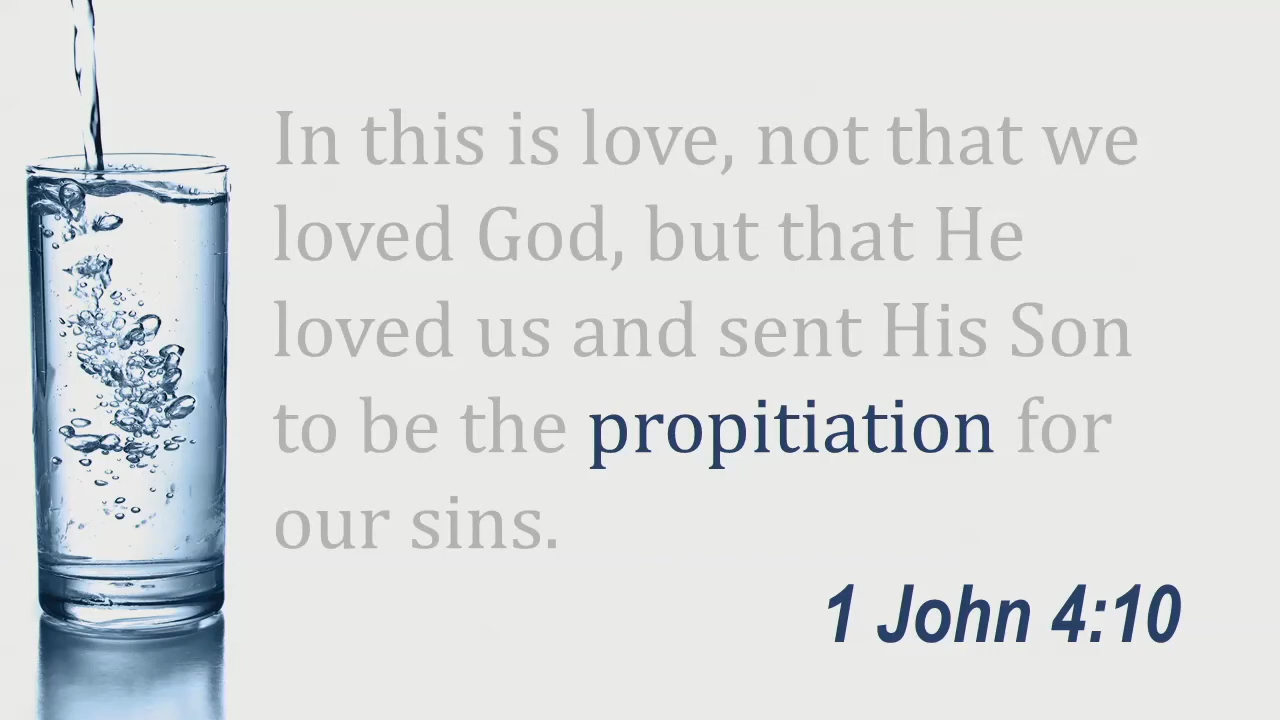 In this is love, not that we
loved God, but that He
loved us and sent His Son
to be the propitiation for
our sins.
1 John 4:10